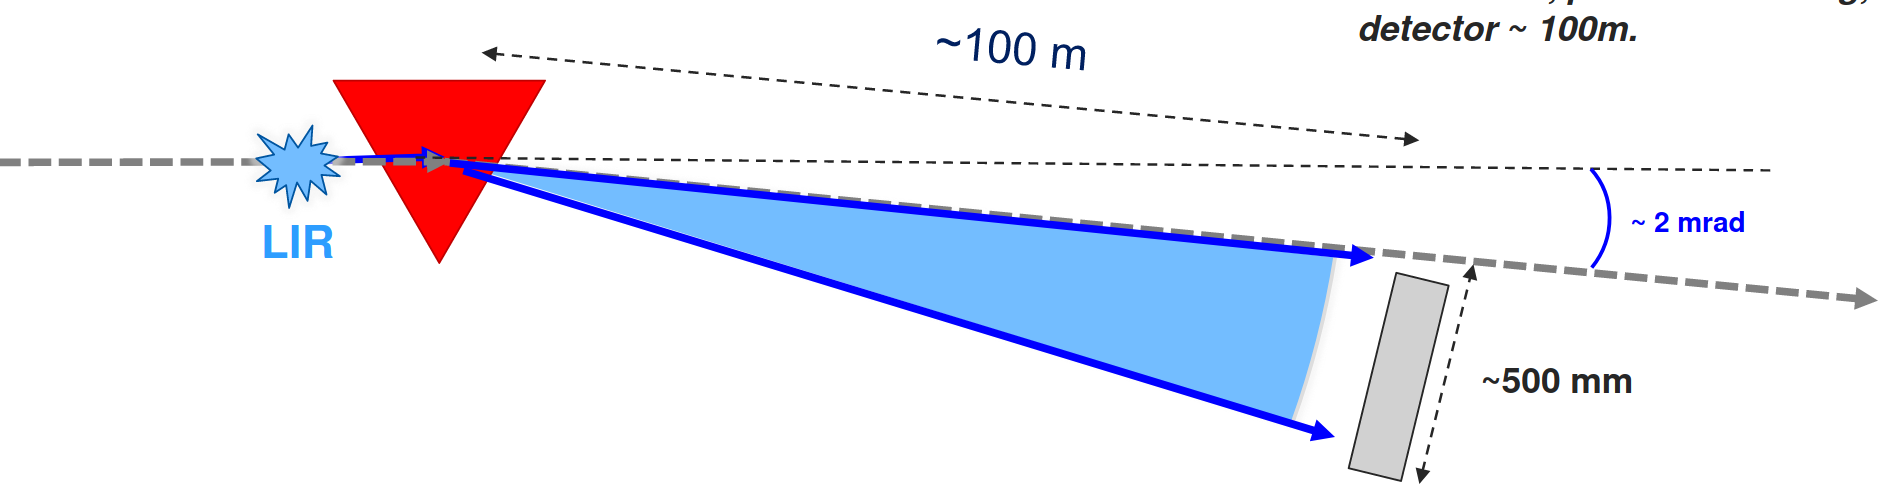 detector ~ 100m.
~100 m
~ 2 mrad
LIR
~500 mm